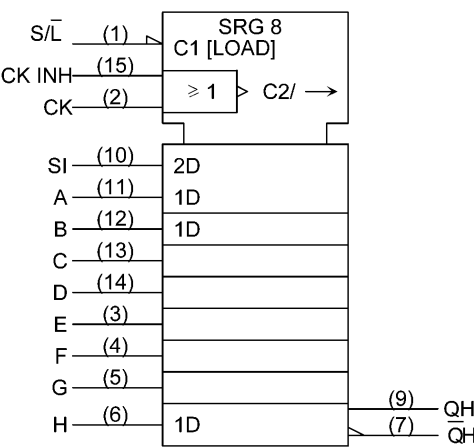 SRG 8
S/L̅ (1) C1 [LOAD]
CK INH (15)
≥ 1 C2/ →
CK (2)
SI (10) 2D
A (11) 1D
B (12) 1D
C (13)
D (14)
E (3)
F (4)
G (5)
(9) QH
H (6) 1D
(7) Q̅H